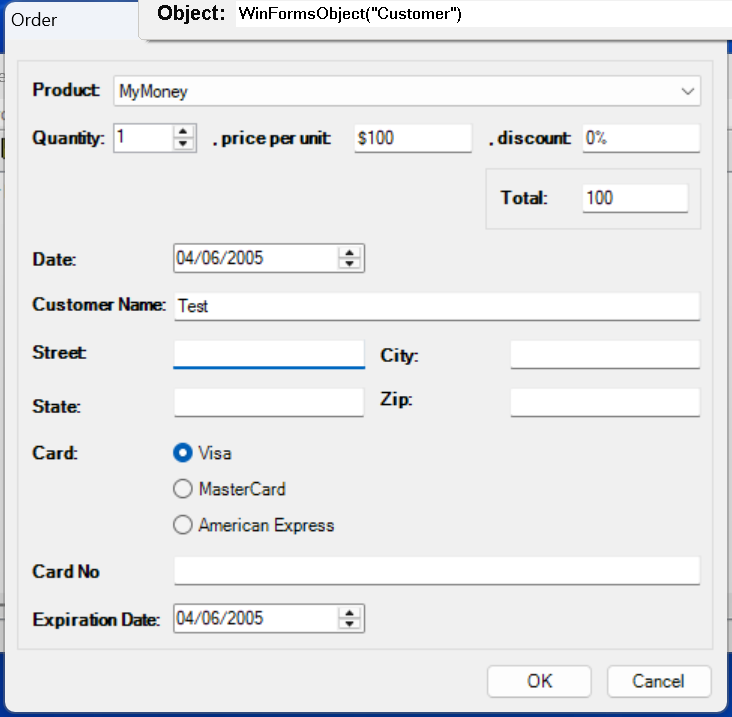 Order
Object: WinFormsObject("Customer")
Product: MyMoney
Quantity: 1 , price per unit: $100 , discount: 0%
Total: 100
Date: 04/06/2005
Customer Name: Test
Street: City:
State: Zip:
Card: Visa
MasterCard
American Express
Card No
Expiration Date: 04/06/2005
OK Cancel